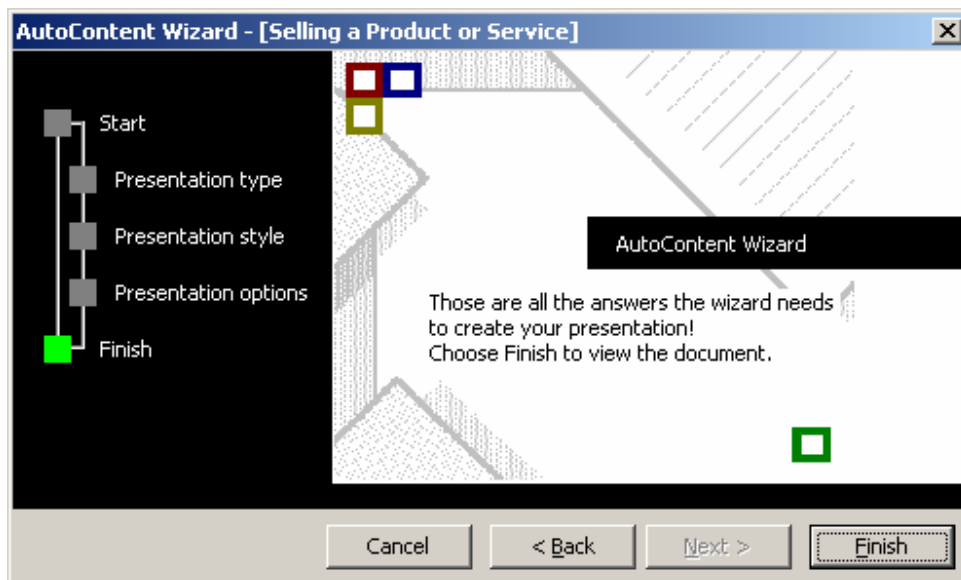 AutoContent Wizard - [Selling a Product or Service]
Start
Presentation type
Presentation style
Presentation options
Finish
AutoContent Wizard
Those are all the answers the wizard needs
to create your presentation!
Choose Finish to view the document.
Cancel
< Back
Next >
Finish